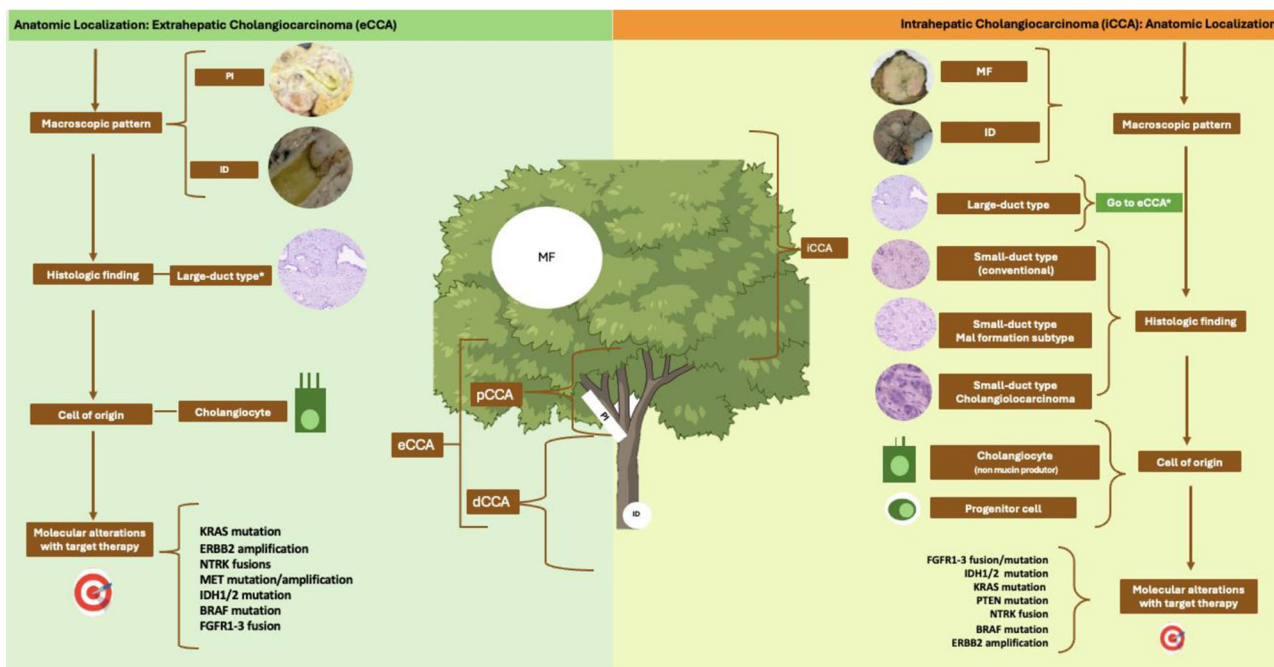 Anatomic Localization: Extrahepatic Cholangiocarcinoma (eCCA)
PI
Macroscopic pattern
ID
Histologic finding
Large-duct type*
Cell of origin
Cholangiocyte
Molecular alterations
with target therapy
KRAS mutation
ERBB2 amplification
NTRK fusions
MET mutation/amplification
IDH1/2 mutation
BRAF mutation
FGFR1-3 fusion
MF
iCCA
pCCA
PI
eCCA
dCCA
ID
Intrahepatic Cholangiocarcinoma (iCCA): Anatomic Localization
MF
Macroscopic pattern
ID
Large-duct type
Go to eCCA*
Small-duct type
(conventional)
Small-duct type
Mal formation subtype
Histologic finding
Small-duct type
Cholangiolocarcinoma
Cholangiocyte
(non mucin produtor)
Cell of origin
Progenitor cell
FGFR1-3 fusion/mutation
IDH1/2 mutation
KRAS mutation
PTEN mutation
NTRK fusion
BRAF mutation
ERBB2 amplification
Molecular alterations
with target therapy